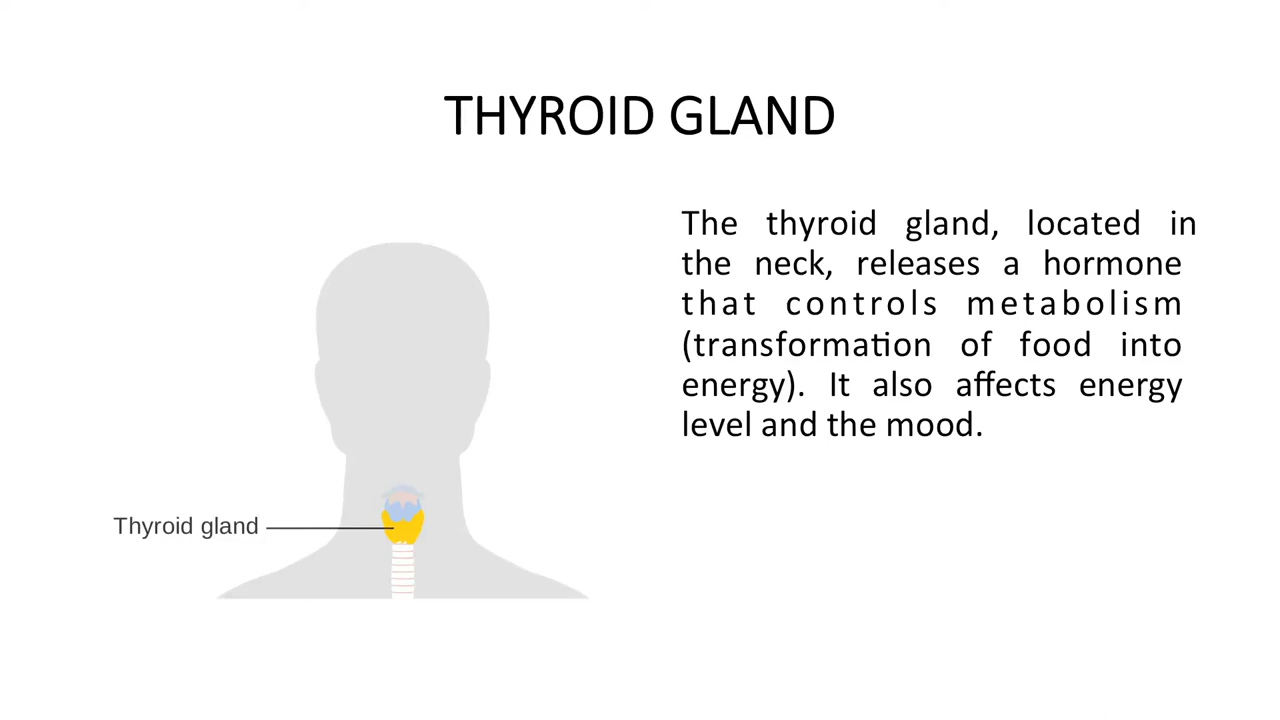 THYROID GLAND
The thyroid gland, located in
the neck, releases a hormone
that controls metabolism
(transformation of food into
energy). It also affects energy
level and the mood.
Thyroid gland